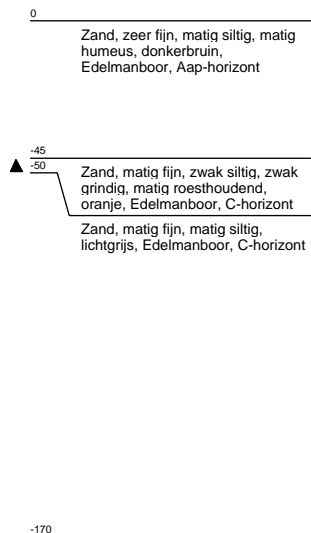 0
Zand, zeer fijn, matig siltig, matig
humeus, donkerbruin,
Edelmanboor, Aap-horizont
-45
-50
Zand, matig fijn, zwak siltig, zwak
grindig, matig roesthoudend,
oranje, Edelmanboor, C-horizont
Zand, matig fijn, matig siltig,
lichtgrijs, Edelmanboor, C-horizont
-170